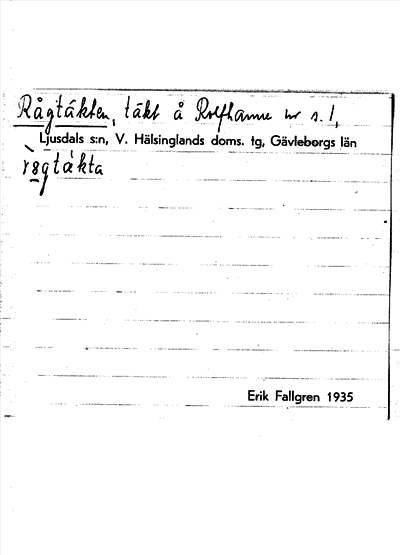 Rågtäkten, täkt å Rolfhamre nr s. 1,
Ljusdals s:n, V. Hälsinglands doms. tg, Gävleborgs län
rågtäkta
Erik Fallgren 1935